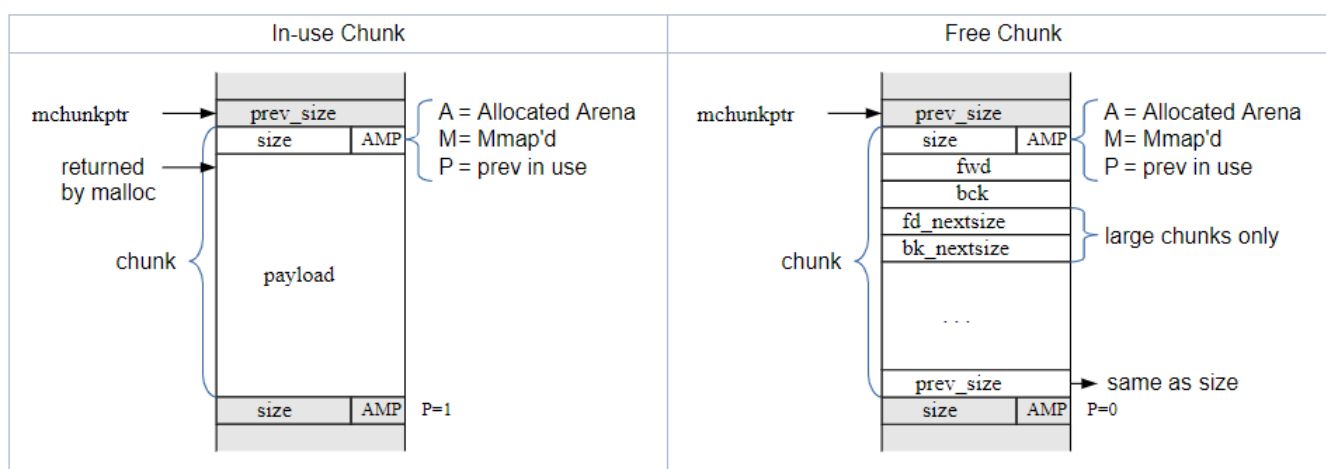 In-use Chunk
Free Chunk
mchunkptr
prev_size
size
AMP
A = Allocated Arena
M= Mmap'd
P = prev in use
returned
by malloc
chunk
payload
size
AMP
P=1
mchunkptr
prev_size
size
AMP
A = Allocated Arena
M= Mmap'd
P = prev in use
fwd
bck
fd_nextsize
bk_nextsize
large chunks only
chunk
. . .
prev_size
same as size
size
AMP
P=0